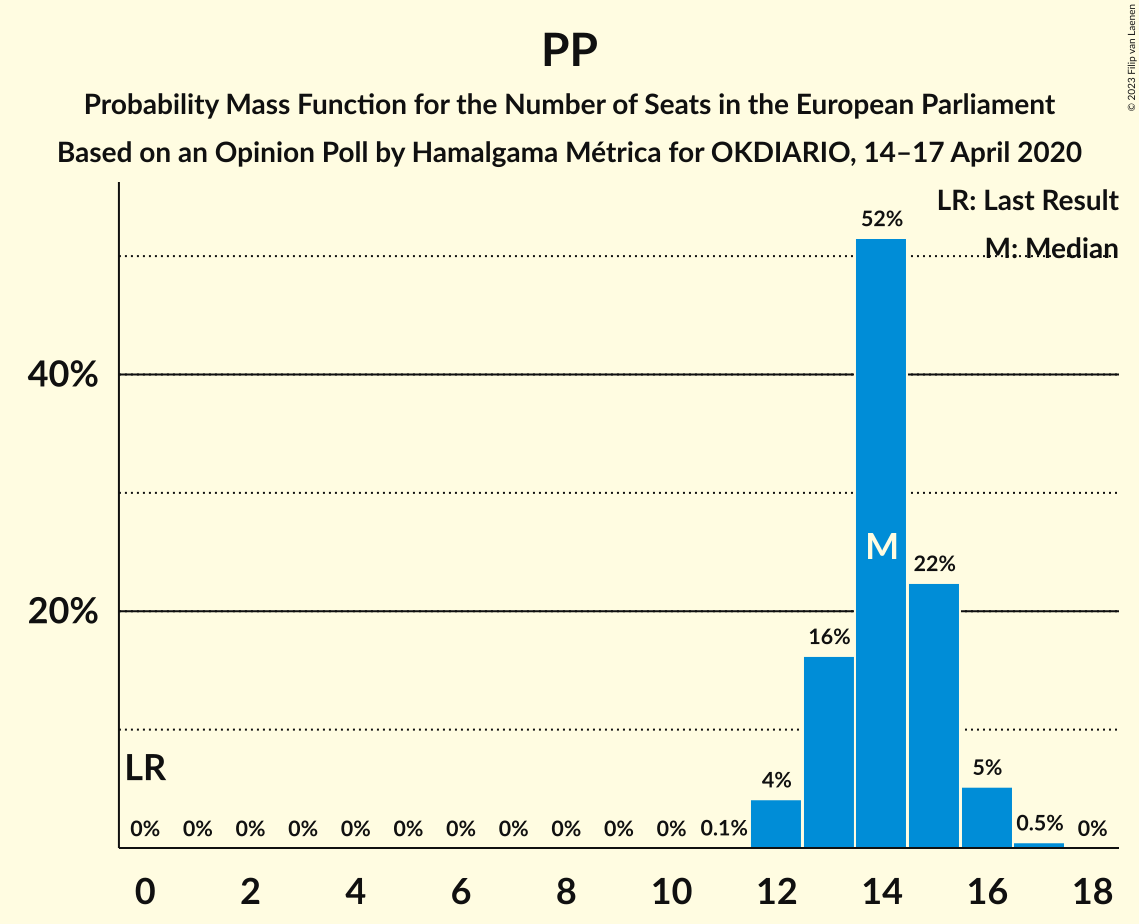 PP
Probability Mass Function for the Number of Seats in the European Parliament
Based on an Opinion Poll by Hamalgama Métrica for OKDIARIO, 14–17 April 2020
© 2023 Filip van Laenen
LR: Last Result
M: Median
40%
20%
52%
M
22%
16%
LR
4%
5%
0% 0% 0% 0% 0% 0% 0% 0% 0% 0% 0% 0.1% 0.5% 0%
0 2 4 6 8 10 12 14 16 18